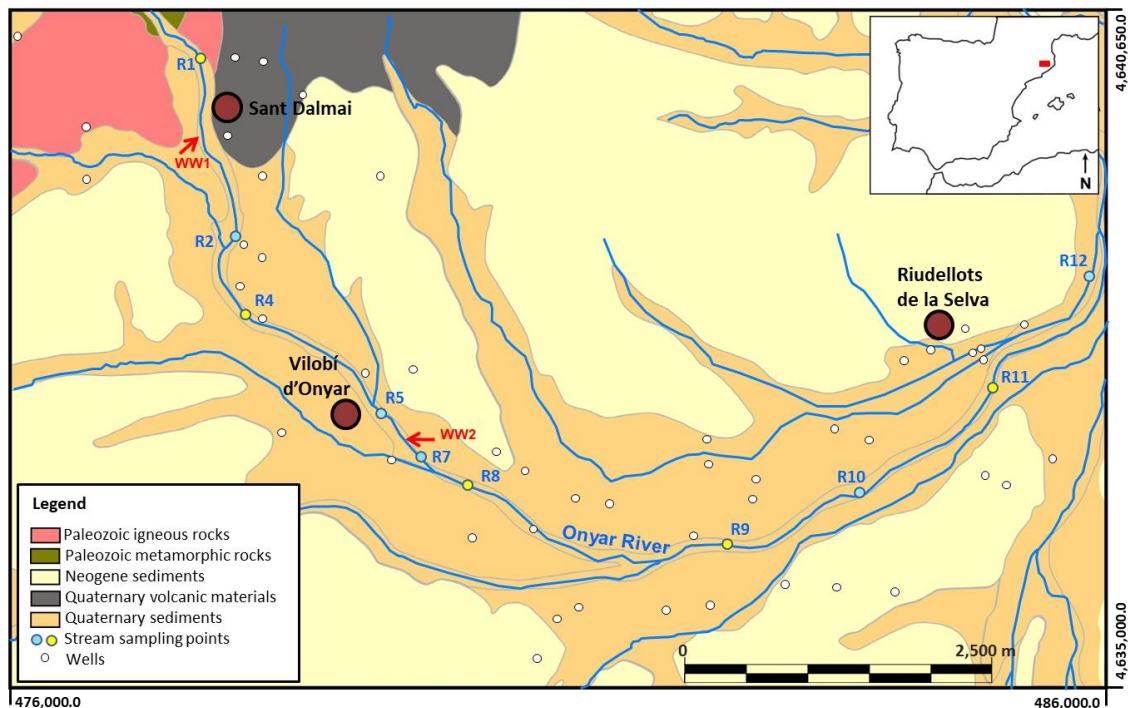 4,640,650.0
R1
Sant Dalmai
WW1
N
R2
R12
Riudellots
de la Selva
R4
Vilobí
d’Onyar
R5
R11
WW2
R7
R8
R10
Legend
Paleozoic igneous rocks
Paleozoic metamorphic rocks
Neogene sediments
Quaternary volcanic materials
Quaternary sediments
Stream sampling points
Wells
Onyar River
R9
0
2,500 m
4,635,000.0
476,000.0
486,000.0